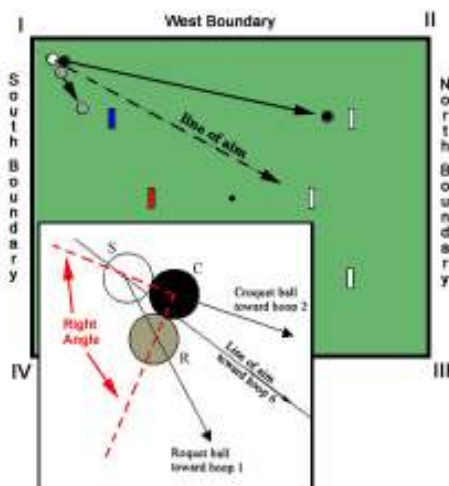 I
West Boundary
II
South Boundary
North Boundary
line of aim
S
C
Croquet ball
toward hoop 2
Right
Angle
Line of aim
toward hoop 6
R
IV
III
Roquet ball
toward hoop 1